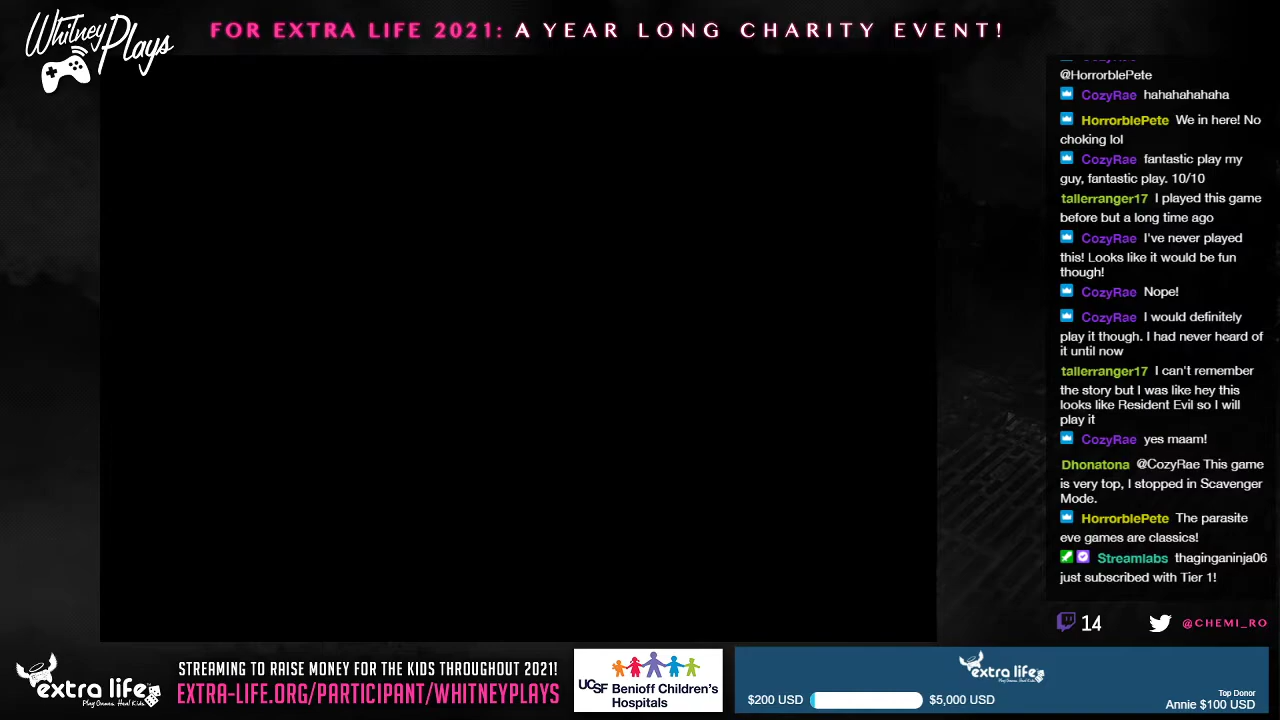 Whitney Plays
FOR EXTRA LIFE 2021: A YEAR LONG CHARITY EVENT!
@HorrorblePete
CozyRae hahahahahaha
HorrorblePete We in here! No
choking lol
CozyRae fantastic play my
guy, fantastic play. 10/10
tallerranger17 I played this game
before but a long time ago
CozyRae I've never played
this! Looks like it would be fun
though!
CozyRae Nope!
CozyRae I would definitely
play it though. I had never heard of
it until now
tallerranger17 I can't remember
the story but I was like hey this
looks like Resident Evil so I will
play it
CozyRae yes maam!
Dhonatona @CozyRae This game
is very top, I stopped in Scavenger
Mode.
HorrorblePete The parasite
eve games are classics!
Streamlabs thaginganinja06
just subscribed with Tier 1!
14 @CHEMI_RO
extra life
Play Games. Heal Kids.
STREAMING TO RAISE MONEY FOR THE KIDS THROUGHOUT 2021!
EXTRA-LIFE.ORG/PARTICIPANT/WHITNEYPLAYS
UCSF Benioff Children's
Hospitals
extra life
Play Games. Heal Kids.
$200 USD $5,000 USD
Top Donor
Annie $100 USD